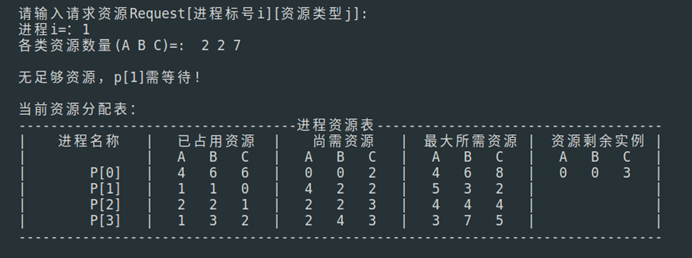 请输入请求资源Request[进程标号i][资源类型j]:
进程i=: 1
各类资源数量(A B C)=: 2 2 7
无足够资源，p[1]需等待!
当前资源分配表:
----------------------------------进程资源表-----------------------------------
| 进程名称 | 已占用资源 | 尚需资源 | 最大所需资源 | 资源剩余实例 |
| | A B C | A B C | A B C | A B C |
| P[0] | 4 6 6 | 0 0 2 | 4 6 8 | 0 0 3 |
| P[1] | 1 1 0 | 4 2 2 | 5 3 2 | |
| P[2] | 2 2 1 | 2 2 3 | 4 4 4 | |
| P[3] | 1 3 2 | 2 4 3 | 3 7 5 | |
-------------------------------------------------------------------------------